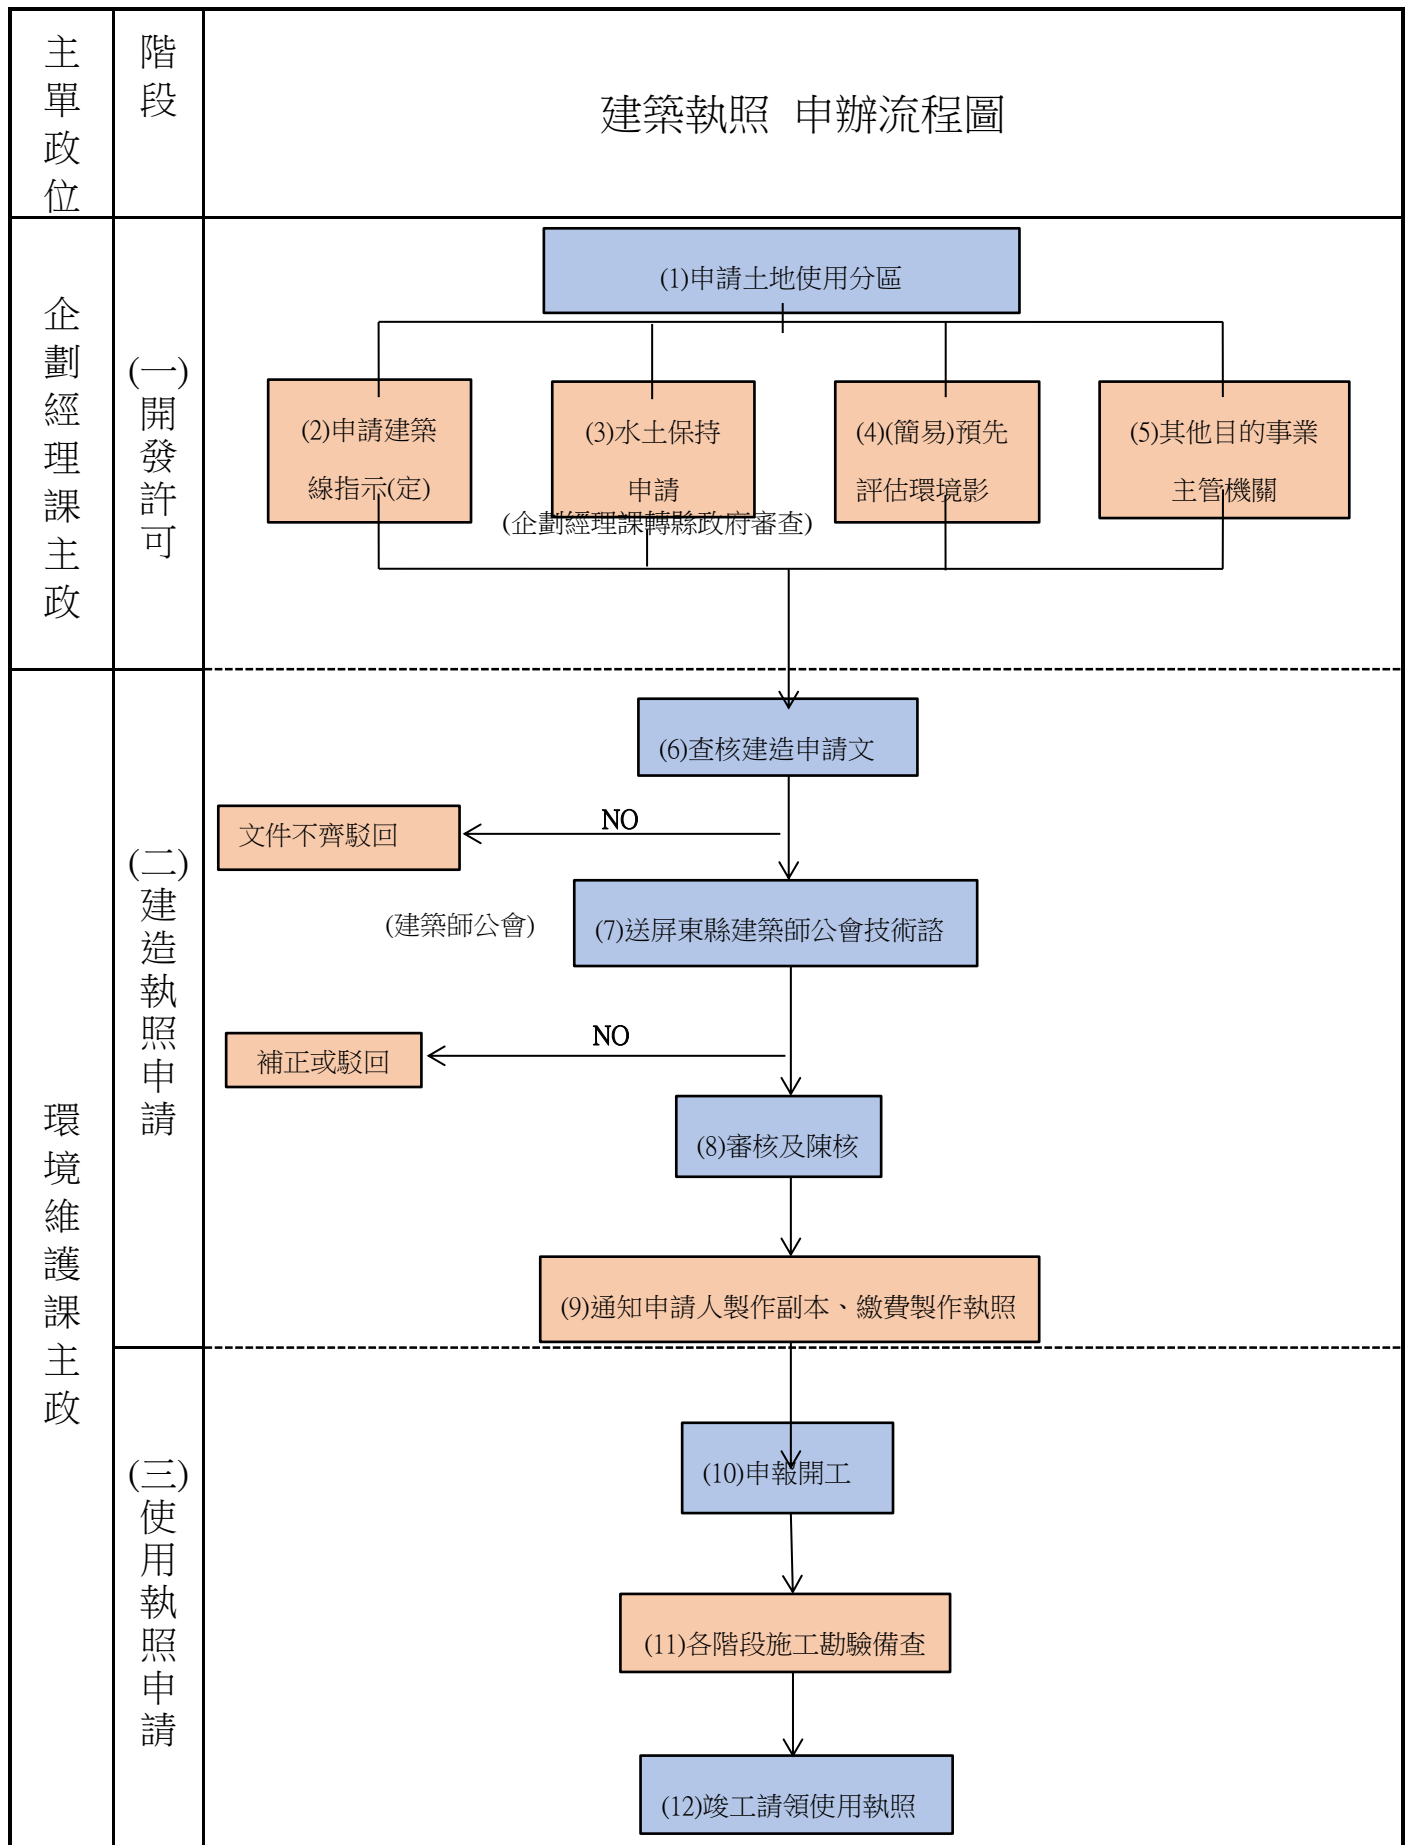 主單政位
階段
建築執照 申辦流程圖
企劃經理課主政
(一)開發許可
(1)申請土地使用分區
(2)申請建築
線指示(定)
(3)水土保持
申請
(4)(簡易)預先
評估環境影
(5)其他目的事業
主管機關
(企劃經理課轉縣政府審查)
環境維護課主政
(二)建造執照申請
(6)查核建造申請文
NO
文件不齊駁回
(建築師公會)
(7)送屏東縣建築師公會技術諮
NO
補正或駁回
(8)審核及陳核
(9)通知申請人製作副本、繳費製作執照
(三)使用執照申請
(10)申報開工
(11)各階段施工勘驗備查
(12)竣工請領使用執照